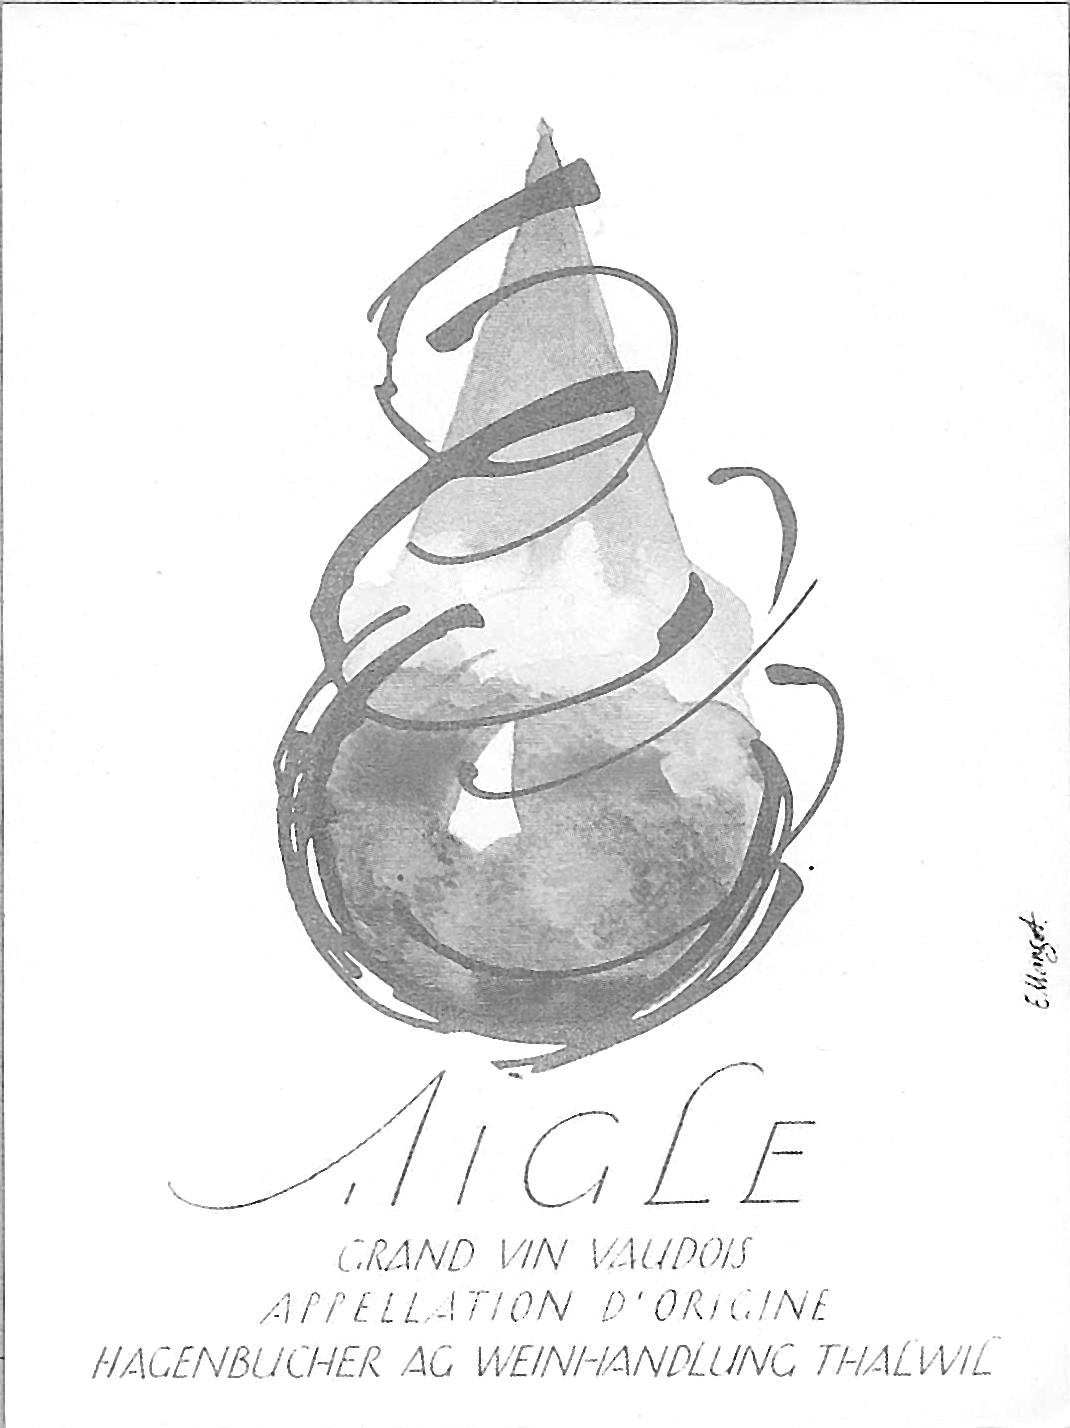 AIGLE
GRAND VIN VAUDOIS
APPELLATION D'ORIGINE
HAGENBUCHER AG WEINHANDLUNG THALWIL